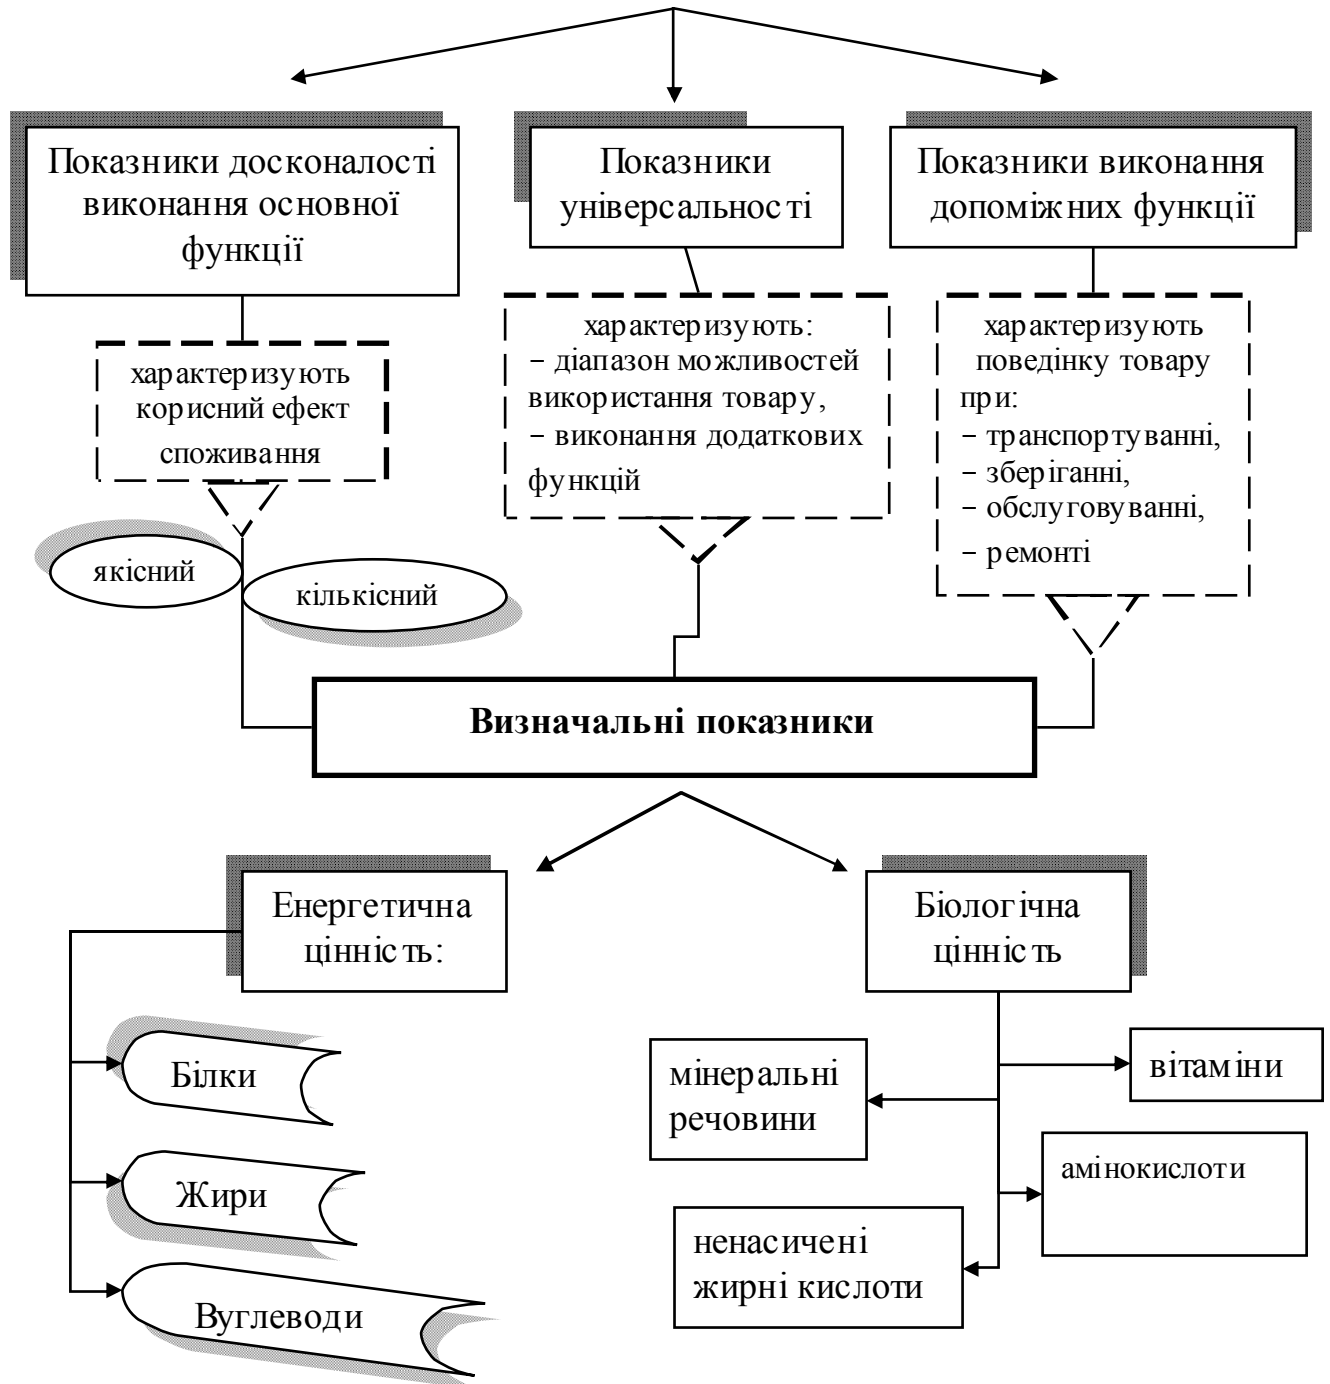 Показники досконалості
виконання основної
функції
Показники
універсальності
Показники виконання
допоміжних функції
характеризують
корисний ефект
споживання
характеризують:
– діапазон можливостей
використання товару,
– виконання додаткових
функцій
характеризують
поведінку товару
при:
– транспортуванні,
– зберіганні,
– обслуговуванні,
– ремонті
якісний
кількісний
Визначальні показники
Енергетична
цінність:
Біологічна
цінність
Білки
Жири
Вуглеводи
мінеральні
речовини
вітаміни
амінокислоти
ненасичені
жирні кислоти